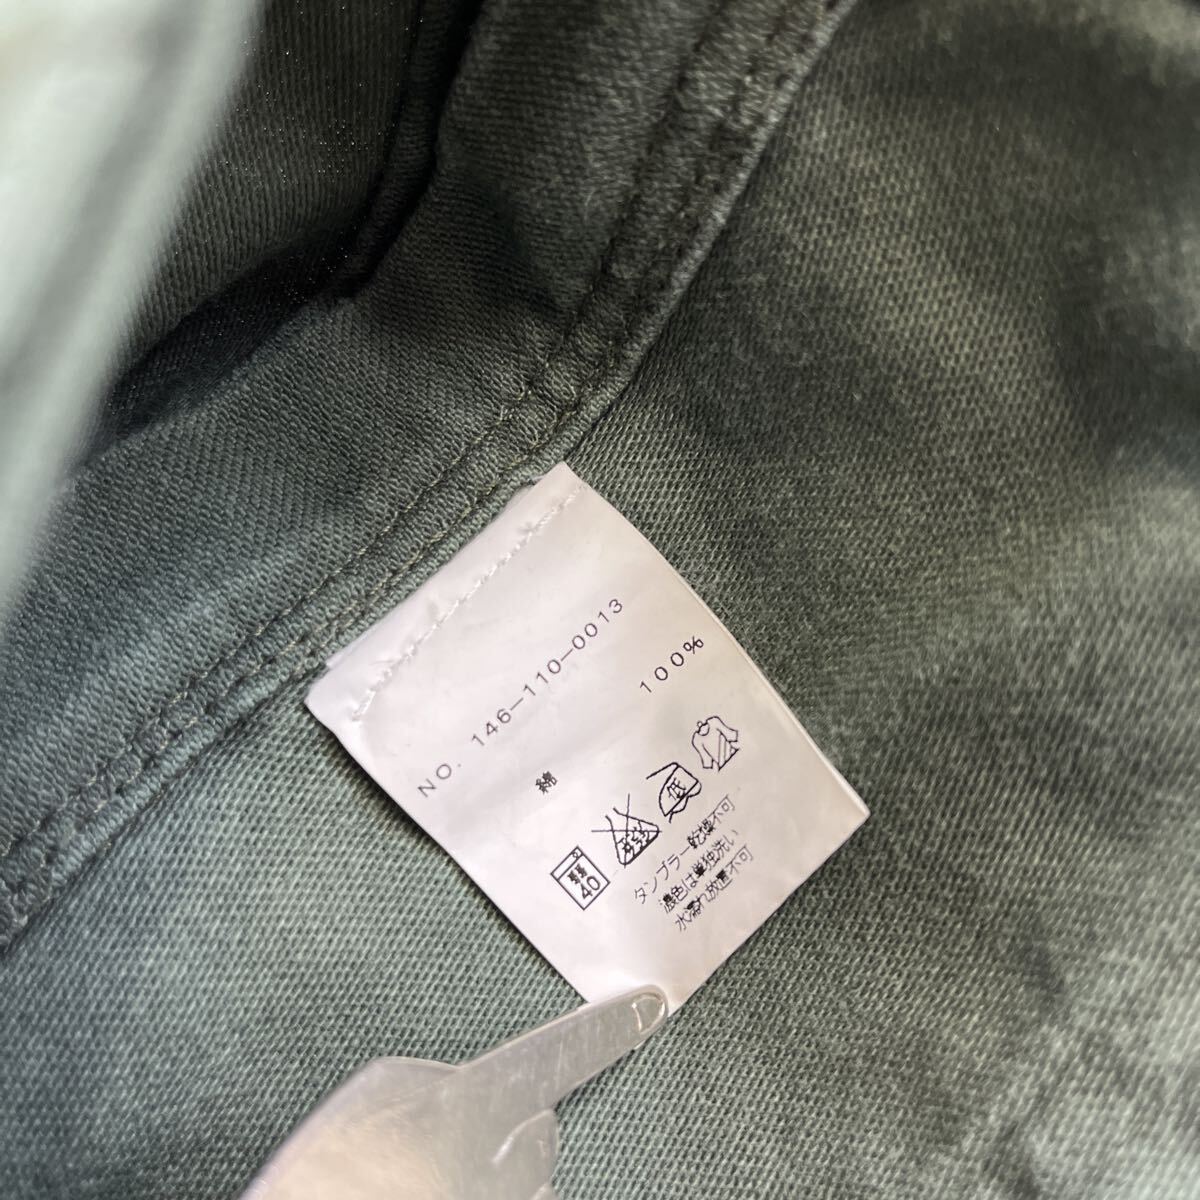 NO. 146-110-0013
綿 100%
40
低
タンブラー乾燥不可
濃色は単独洗い
水濡れ放置不可